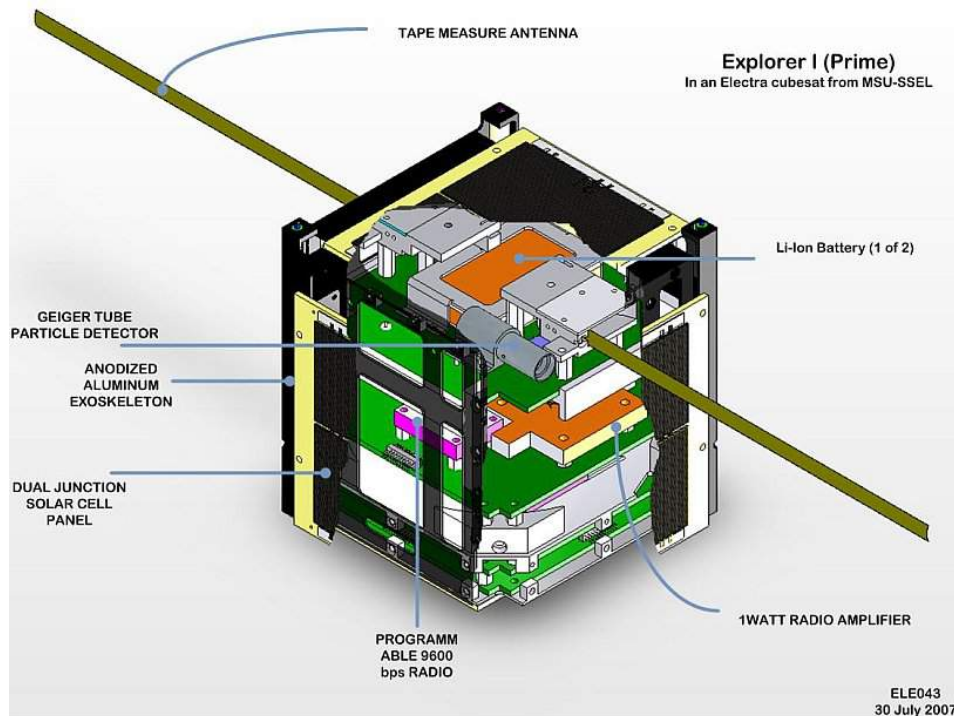 TAPE MEASURE ANTENNA
Explorer I (Prime)
In an Electra cubesat from MSU-SSEL
Li-Ion Battery (1 of 2)
GEIGER TUBE
PARTICLE DETECTOR
ANODIZED
ALUMINUM
EXOSKELETON
DUAL JUNCTION
SOLAR CELL
PANEL
1WATT RADIO AMPLIFIER
PROGRAMM
ABLE 9600
bps RADIO
ELE043
30 July 2007